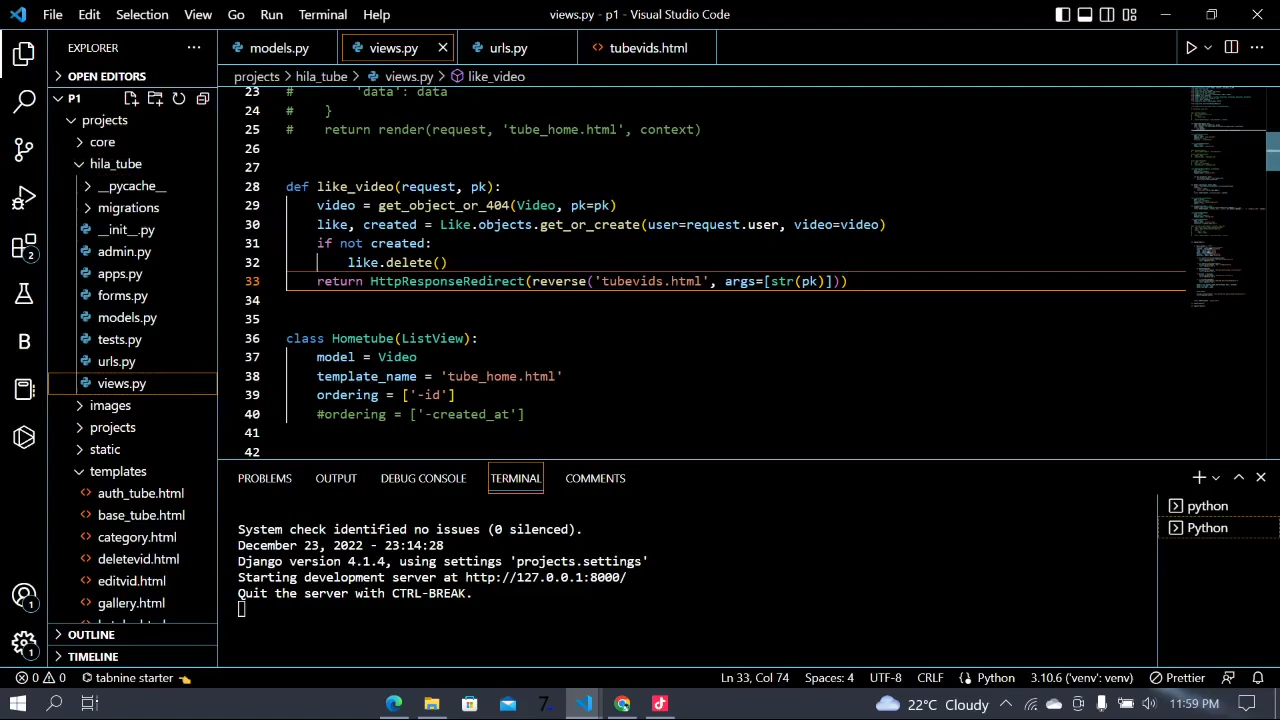 File Edit Selection View Go Run Terminal Help
views.py - p1 - Visual Studio Code
EXPLORER
OPEN EDITORS
P1
projects
core
hila_tube
__pycache__
migrations
__init__.py
admin.py
apps.py
forms.py
models.py
tests.py
urls.py
views.py
images
projects
static
templates
auth_tube.html
base_tube.html
category.html
deletevid.html
editvid.html
gallery.html
OUTLINE
TIMELINE
models.py views.py urls.py tubevids.html
projects > hila_tube > views.py > like_video
23 # 'data': data
24 # }
25 # return render(request, 'tube_home.html', context)
26
27
28 def like_video(request, pk):
29 video = get_object_or_404(Video, pk=pk)
30 like, created = Like.objects.get_or_create(user=request.user, video=video)
31 if not created:
32 like.delete()
33 return HttpResponseRedirect(reverse('tubevids.html', args=[str(pk)]))
34
35
36 class Hometube(ListView):
37 model = Video
38 template_name = 'tube_home.html'
39 ordering = ['-id']
40 #ordering = ['-created_at']
41
42
PROBLEMS OUTPUT DEBUG CONSOLE TERMINAL COMMENTS
System check identified no issues (0 silenced).
December 23, 2022 - 23:14:28
Django version 4.1.4, using settings 'projects.settings'
Starting development server at http://127.0.0.1:8000/
Quit the server with CTRL-BREAK.
python
Python
B
2
1
1
0 0 tabnine starter
Ln 33, Col 74 Spaces: 4 UTF-8 CRLF Python 3.10.6 ('venv': venv) Prettier
22°C Cloudy 11:59 PM